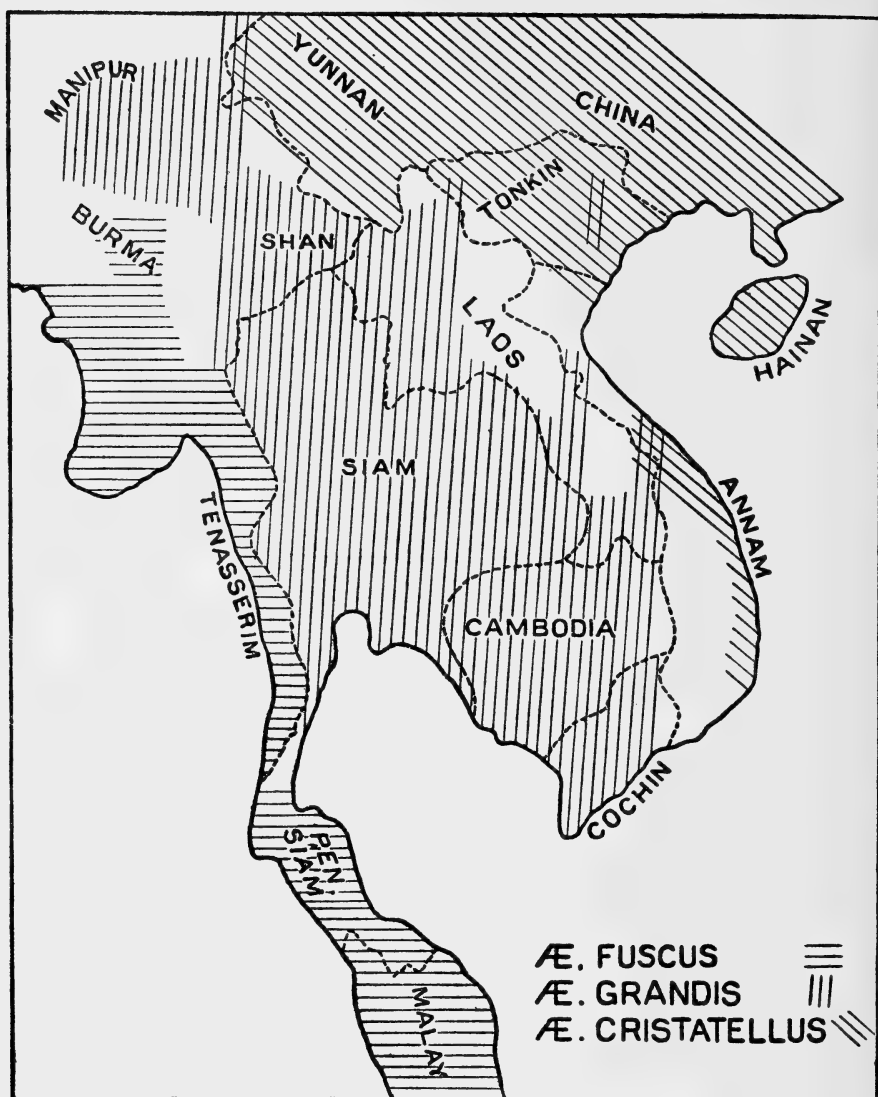 MANIPUR
YUNNAN
CHINA
TONKIN
BURMA
SHAN
LAOS
HAINAN
SIAM
ANNAM
TENASSERIM
CAMBODIA
COCHIN
PEN.
SIAM
MALAY
Æ. FUSCUS
Æ. GRANDIS
Æ. CRISTATELLUS